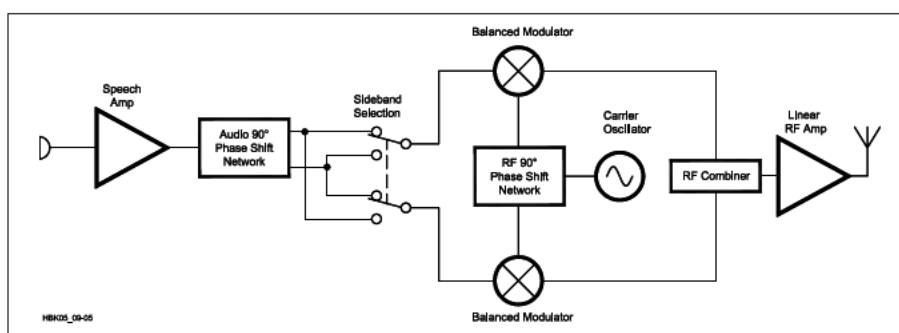 Balanced Modulator
Speech
Amp
Sideband
Selection
Carrier
Oscillator
Linear
RF Amp
Audio 90°
Phase Shift
Network
RF 90°
Phase Shift
Network
RF Combiner
HBK05_09-05
Balanced Modulator